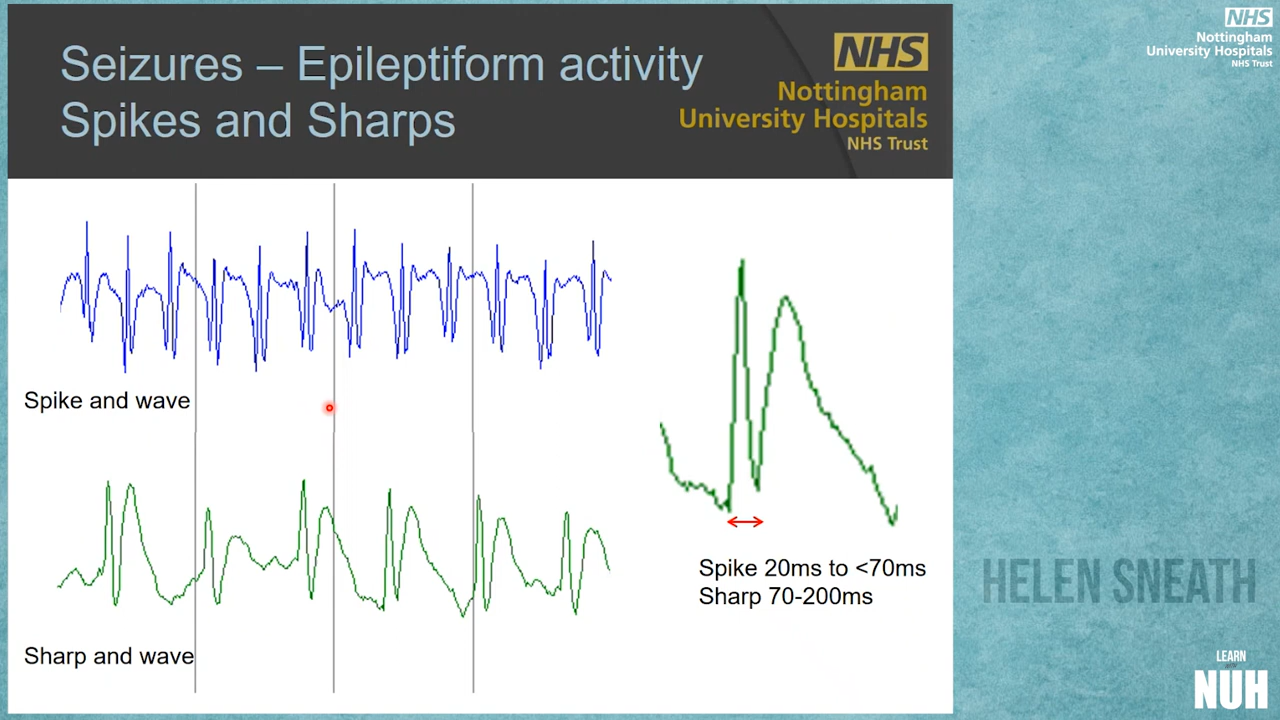 Seizures – Epileptiform activity
Spikes and Sharps
NHS
Nottingham
University Hospitals
NHS Trust
NHS
Nottingham
University Hospitals
NHS Trust
Spike and wave
Sharp and wave
Spike 20ms to <70ms
Sharp 70-200ms
HELEN SNEATH
LEARN
NUH